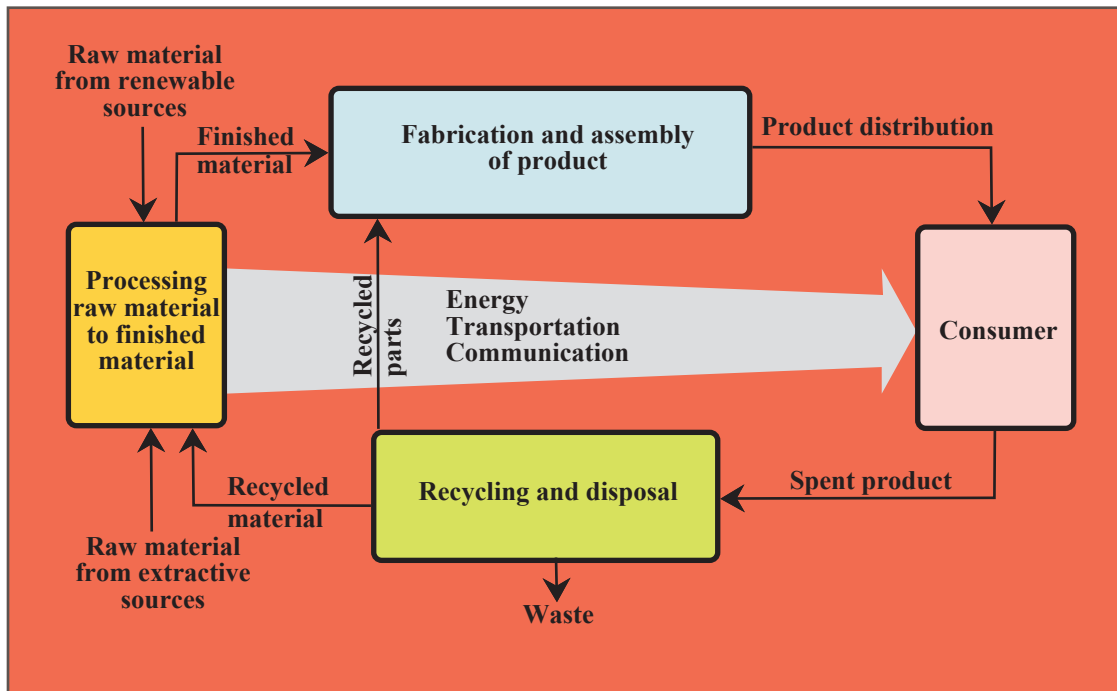 Raw material
from renewable
sources
Finished
material
Fabrication and assembly
of product
Product distribution
Processing
raw material
to finished
material
Recycled
parts
Energy
Transportation
Communication
Consumer
Recycled
material
Recycling and disposal
Spent product
Raw material
from extractive
sources
Waste